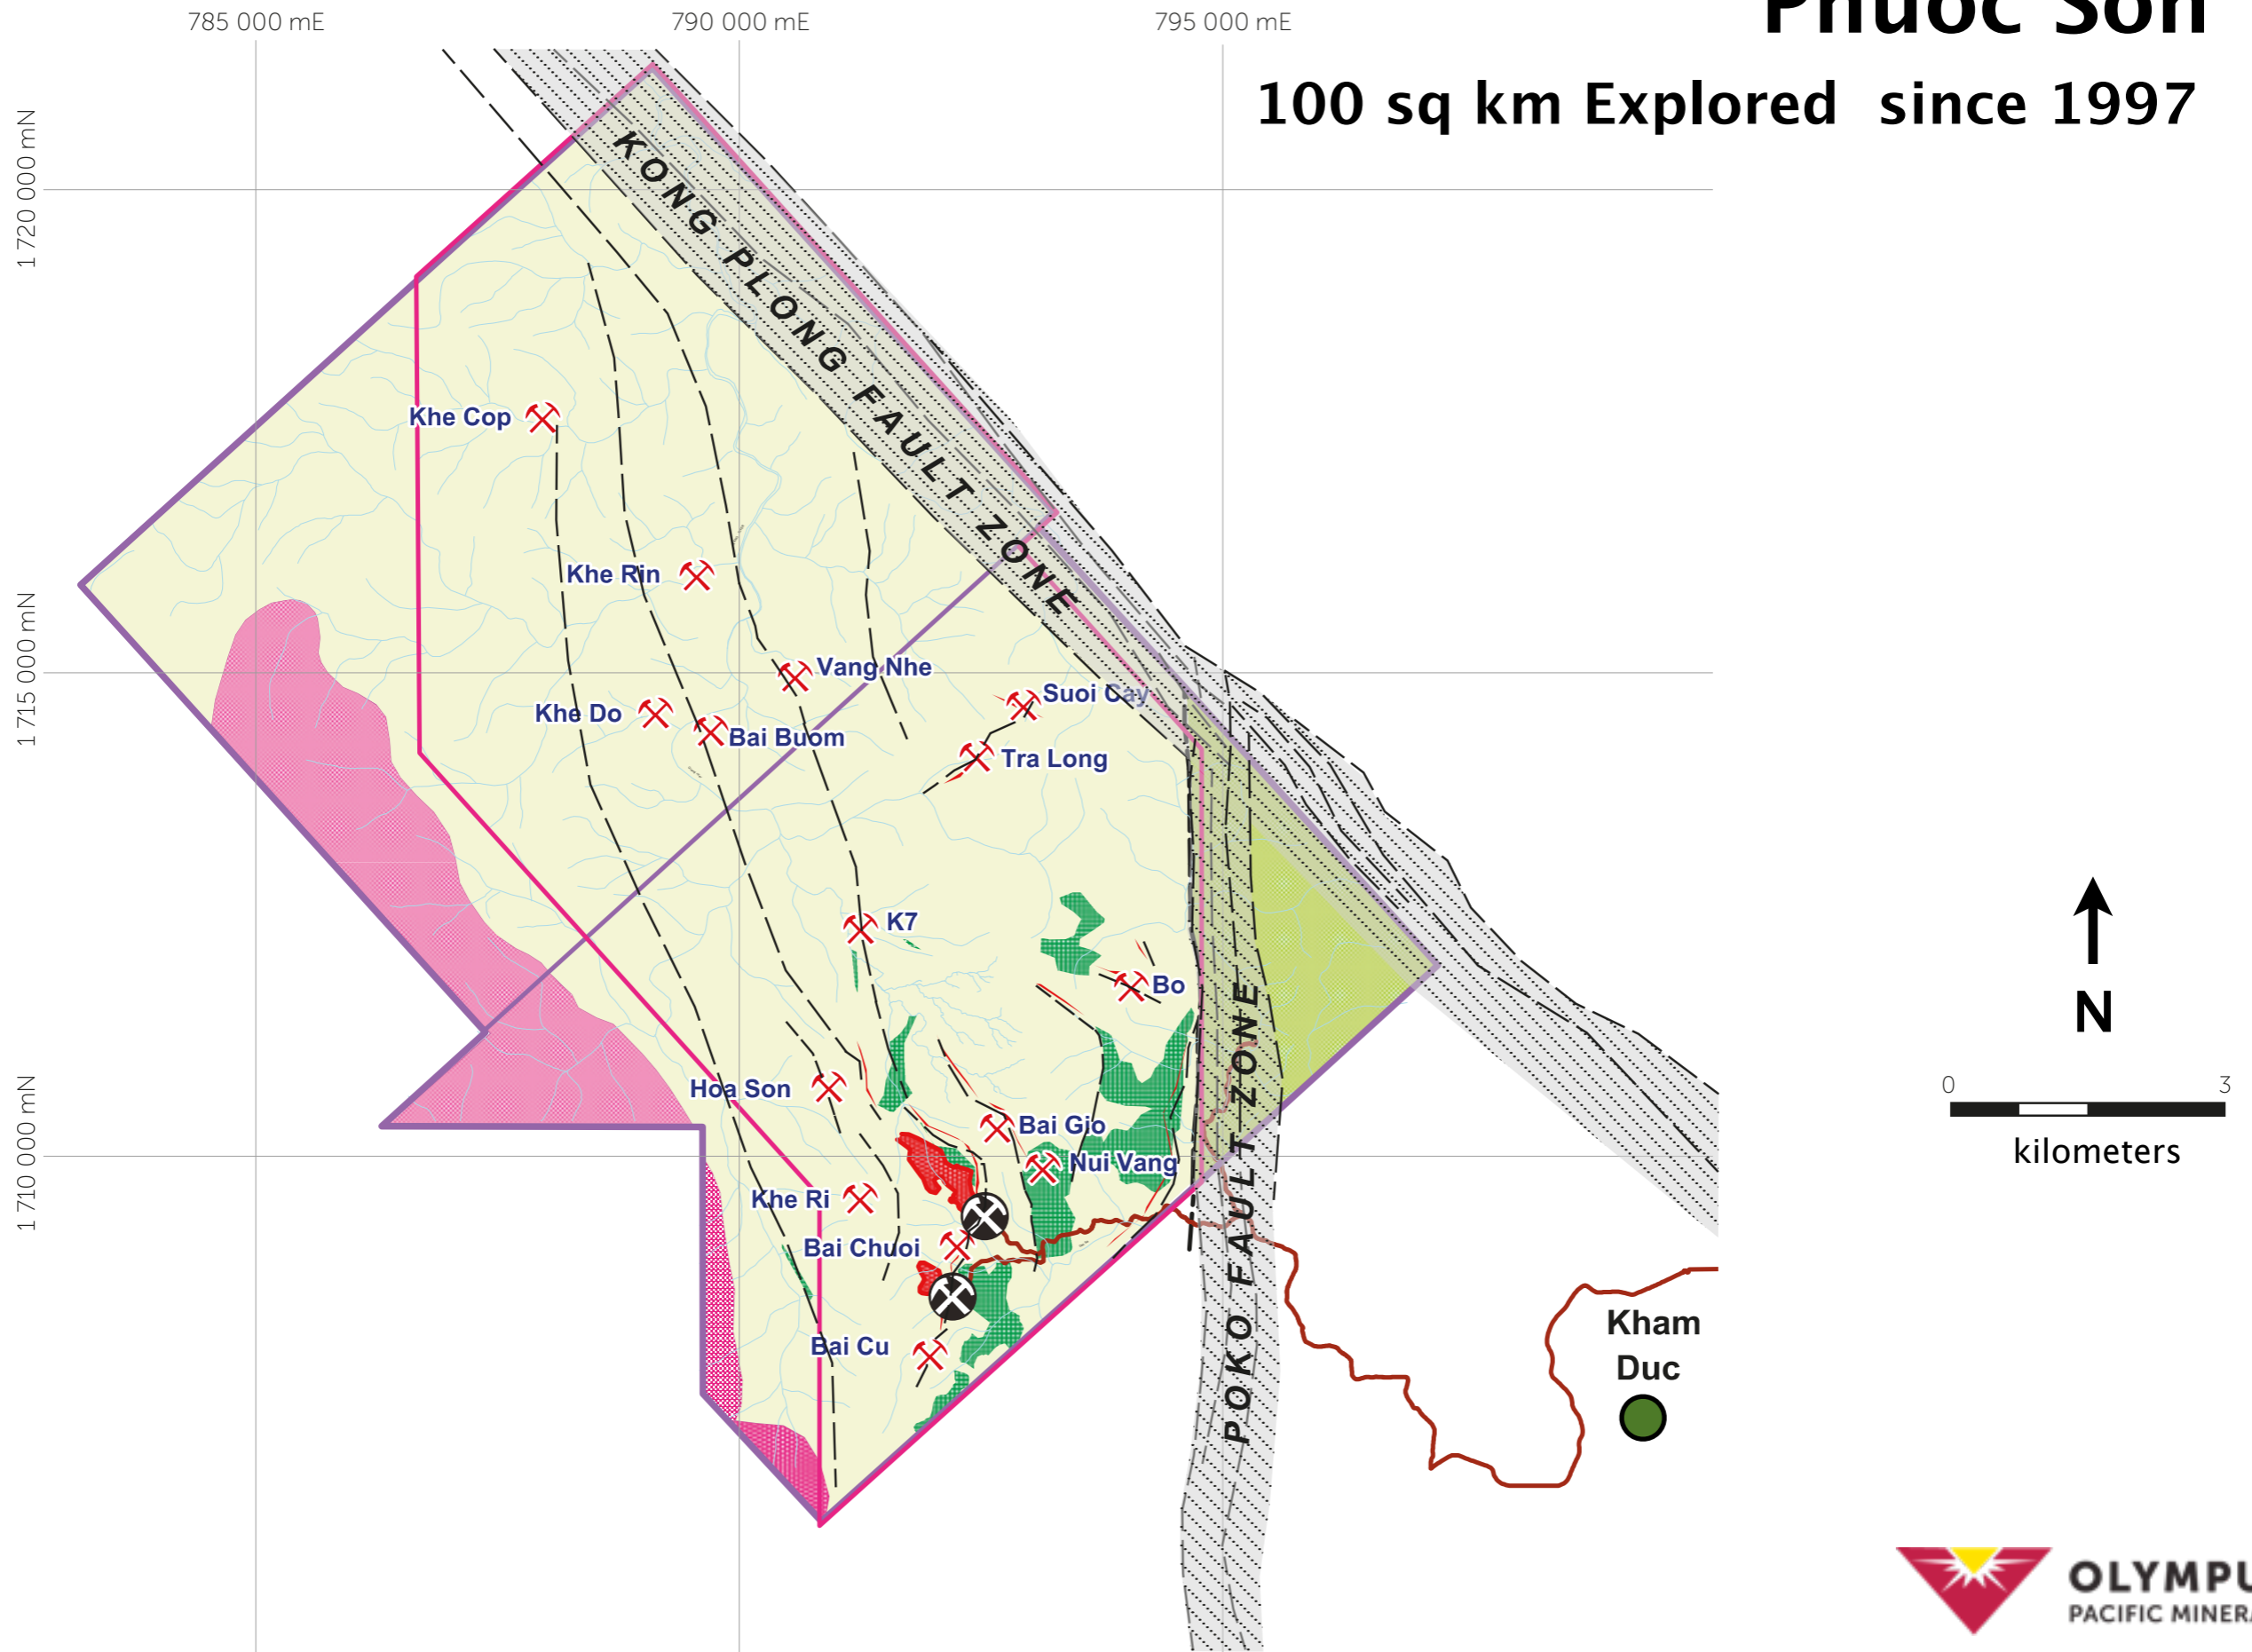 785 000 mE
790 000 mE
795 000 mE
Phuoc Son
100 sq km Explored since 1997
1 720 000 mN
1 715 000 mN
1 710 000 mN
KONG PLONG FAULT ZONE
Khe Cop
Khe Rin
Vang Nhe
Suoi Cay
Khe Do
Bai Buom
Tra Long
K7
Bo
Hoa Son
Bai Gio
Nui Vang
Khe Ri
Bai Chuoi
Bai Cu
POKO FAULT ZONE
N
0 3
kilometers
Kham
Duc
OLYMPU
PACIFIC MINERA